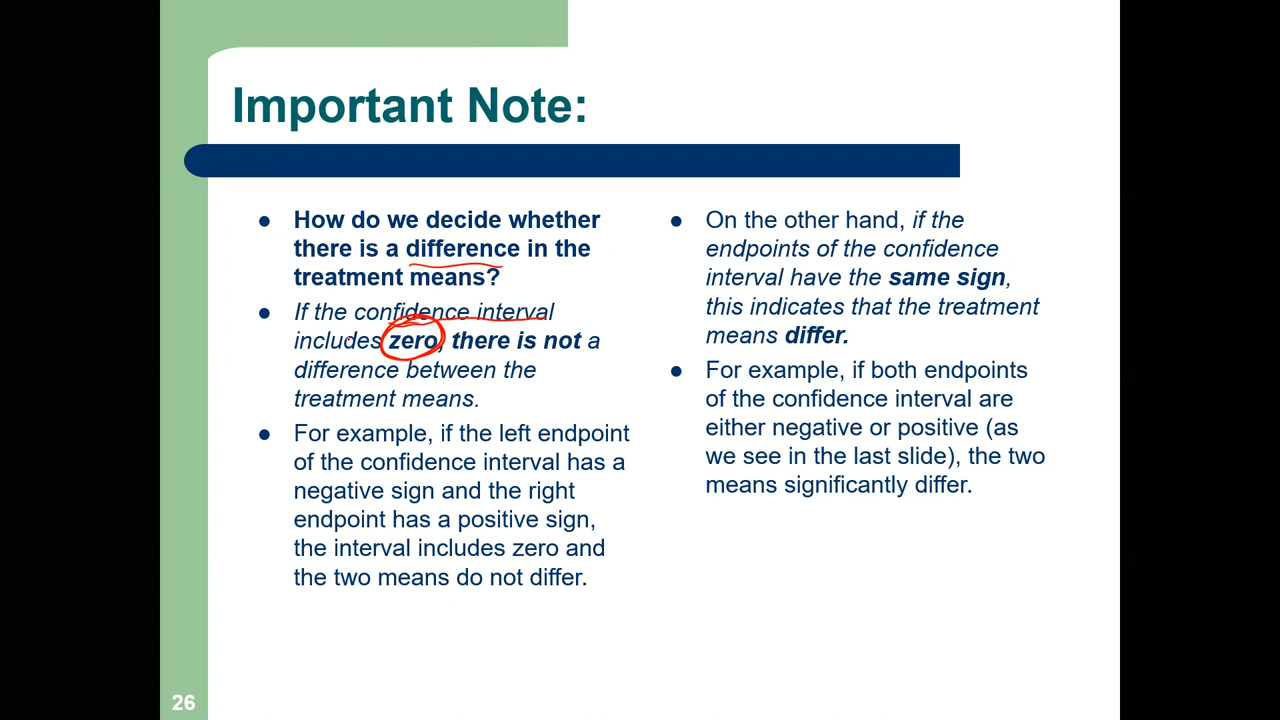 Important Note:
How do we decide whether
there is a difference in the
treatment means?
If the confidence interval
includes zero, there is not a
difference between the
treatment means.
For example, if the left endpoint
of the confidence interval has a
negative sign and the right
endpoint has a positive sign,
the interval includes zero and
the two means do not differ.
On the other hand, if the
endpoints of the confidence
interval have the same sign,
this indicates that the treatment
means differ.
For example, if both endpoints
of the confidence interval are
either negative or positive (as
we see in the last slide), the two
means significantly differ.
26